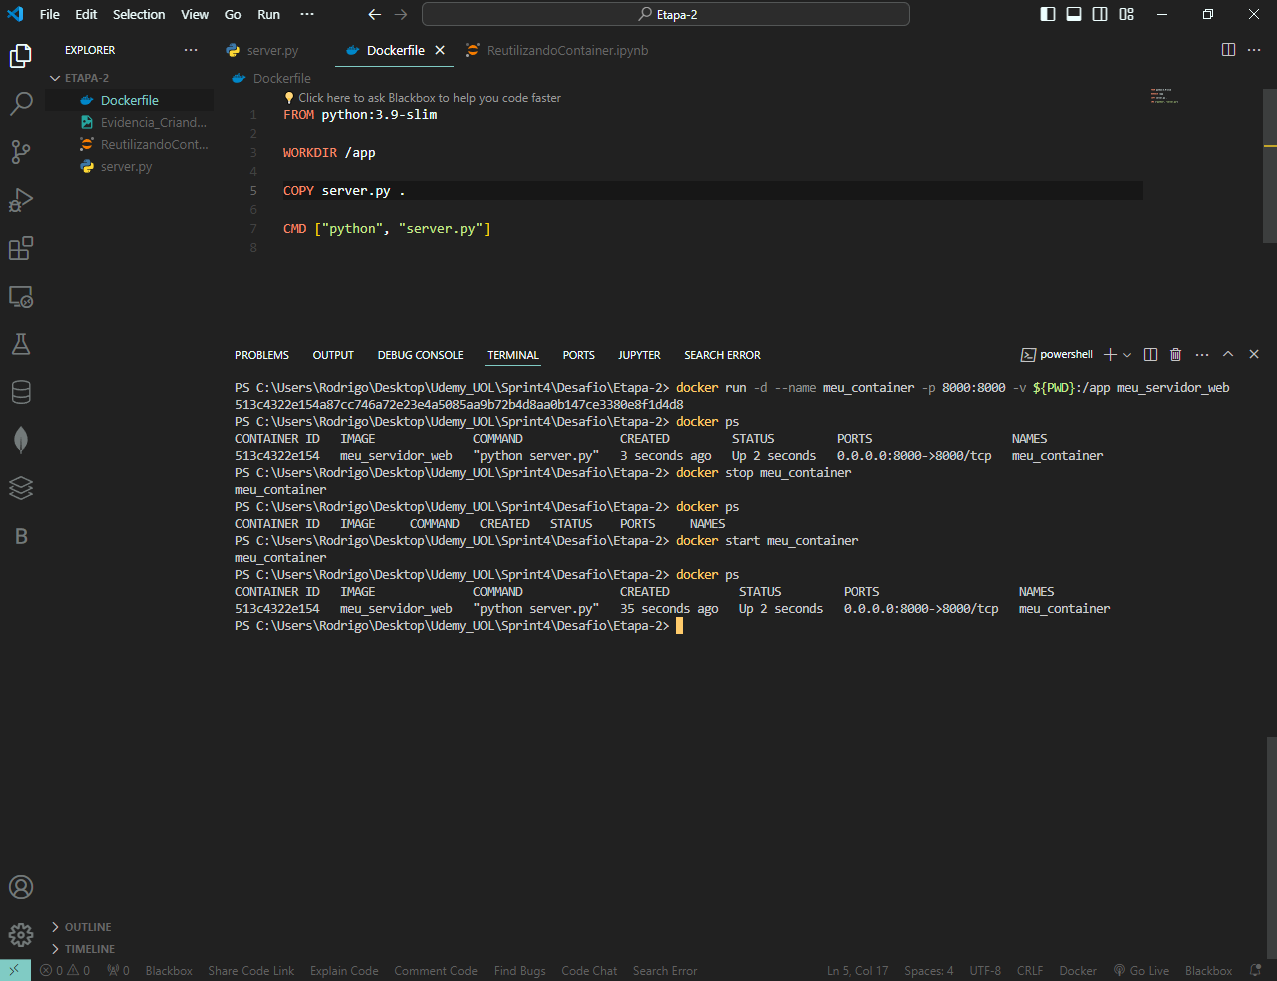 File Edit Selection View Go Run ··· Etapa-2
EXPLORER ···
ETAPA-2
Dockerfile
Evidencia_Criand...
ReutilizandoCont...
server.py
server.py Dockerfile ReutilizandoContainer.ipynb
Dockerfile
Click here to ask Blackbox to help you code faster
1 FROM python:3.9-slim
2
3 WORKDIR /app
4
5 COPY server.py .
6
7 CMD ["python", "server.py"]
8
PROBLEMS OUTPUT DEBUG CONSOLE TERMINAL PORTS JUPYTER SEARCH ERROR powershell
PS C:\Users\Rodrigo\Desktop\Udemy_UOL\Sprint4\Desafio\Etapa-2> docker run -d --name meu_container -p 8000:8000 -v ${PWD}:/app meu_servidor_web
513c4322e154a87cc746a72e23e4a5085aa9b72b4d8aa0b147ce3380e8f1d4d8
PS C:\Users\Rodrigo\Desktop\Udemy_UOL\Sprint4\Desafio\Etapa-2> docker ps
CONTAINER ID IMAGE COMMAND CREATED STATUS PORTS NAMES
513c4322e154 meu_servidor_web "python server.py" 3 seconds ago Up 2 seconds 0.0.0.0:8000->8000/tcp meu_container
PS C:\Users\Rodrigo\Desktop\Udemy_UOL\Sprint4\Desafio\Etapa-2> docker stop meu_container
meu_container
PS C:\Users\Rodrigo\Desktop\Udemy_UOL\Sprint4\Desafio\Etapa-2> docker ps
CONTAINER ID IMAGE COMMAND CREATED STATUS PORTS NAMES
PS C:\Users\Rodrigo\Desktop\Udemy_UOL\Sprint4\Desafio\Etapa-2> docker start meu_container
meu_container
PS C:\Users\Rodrigo\Desktop\Udemy_UOL\Sprint4\Desafio\Etapa-2> docker ps
CONTAINER ID IMAGE COMMAND CREATED STATUS PORTS NAMES
513c4322e154 meu_servidor_web "python server.py" 35 seconds ago Up 2 seconds 0.0.0.0:8000->8000/tcp meu_container
PS C:\Users\Rodrigo\Desktop\Udemy_UOL\Sprint4\Desafio\Etapa-2>
OUTLINE
TIMELINE
0 0 0 Blackbox Share Code Link Explain Code Comment Code Find Bugs Code Chat Search Error Ln 5, Col 17 Spaces: 4 UTF-8 CRLF Docker Go Live Blackbox